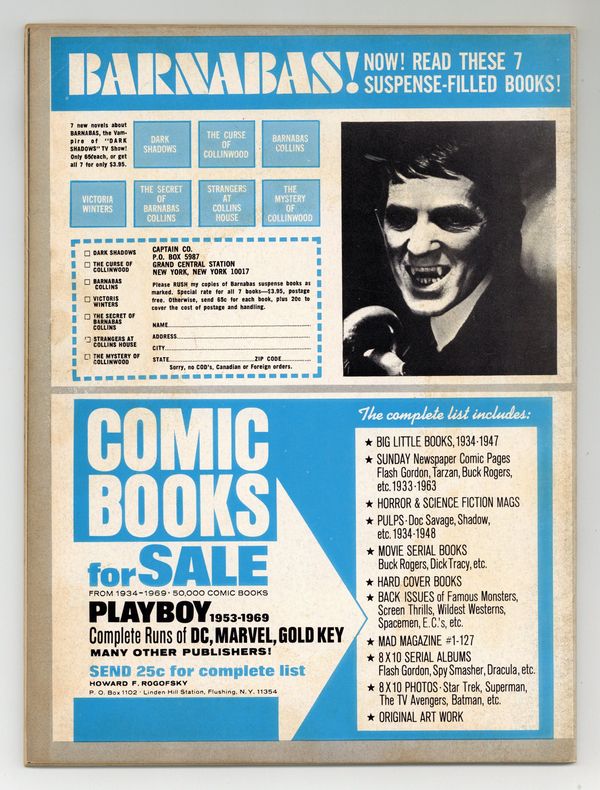 BARNABAS! NOW! READ THESE 7
SUSPENSE-FILLED BOOKS!
7 new novels about
BARNABAS, the Vam-
pire of "DARK
SHADOWS" TV Show!
Only 65¢each, or get
all 7 for only $3.95.
DARK
SHADOWS
THE CURSE
OF
COLLINWOOD
BARNABAS
COLLINS
VICTORIA
WINTERS
THE SECRET
OF
BARNABAS
COLLINS
STRANGERS
AT
COLLINS
HOUSE
THE
MYSTERY
OF
COLLINWOOD
DARK SHADOWS
THE CURSE OF
COLLINWOOD
BARNABAS
COLLINS
VICTORIS
WINTERS
THE SECRET OF
BARNABAS
COLLINS
STRANGERS AT
COLLINS HOUSE
THE MYSTERY OF
COLLINWOOD
CAPTAIN CO.
P.O. BOX 5987
GRAND CENTRAL STATION
NEW YORK, NEW YORK 10017
Please RUSH my copies of Barnabas suspense books as
marked. Special rate for all 7 books—$3.95, postage
free. Otherwise, send 65c for each book, plus 20c to
cover the cost of postage and handling.
NAME
ADDRESS
CITY
STATE ZIP CODE
Sorry, no COD's, Canadian or Foreign orders.
COMIC
BOOKS
for SALE
FROM 1934-1969 · 50,000 COMIC BOOKS
PLAYBOY 1953-1969
Complete Runs of DC, MARVEL, GOLD KEY
MANY OTHER PUBLISHERS!
SEND 25c for complete list
HOWARD F. ROGOFSKY
P. O. Box 1102 · Linden Hill Station, Flushing, N.Y. 11354
The complete list includes:
★ BIG LITTLE BOOKS, 1934-1947
★ SUNDAY Newspaper Comic Pages
Flash Gordon, Tarzan, Buck Rogers,
etc. 1933-1963
★ HORROR & SCIENCE FICTION MAGS
★ PULPS · Doc Savage, Shadow,
etc. 1934-1948
★ MOVIE SERIAL BOOKS
Buck Rogers, Dick Tracy, etc.
★ HARD COVER BOOKS
★ BACK ISSUES of Famous Monsters,
Screen Thrills, Wildest Westerns,
Spacemen, E.C.'s, etc.
★ MAD MAGAZINE #1-127
★ 8X10 SERIAL ALBUMS
Flash Gordon, Spy Smasher, Dracula, etc.
★ 8X10 PHOTOS · Star Trek, Superman,
The TV Avengers, Batman, etc.
★ ORIGINAL ART WORK